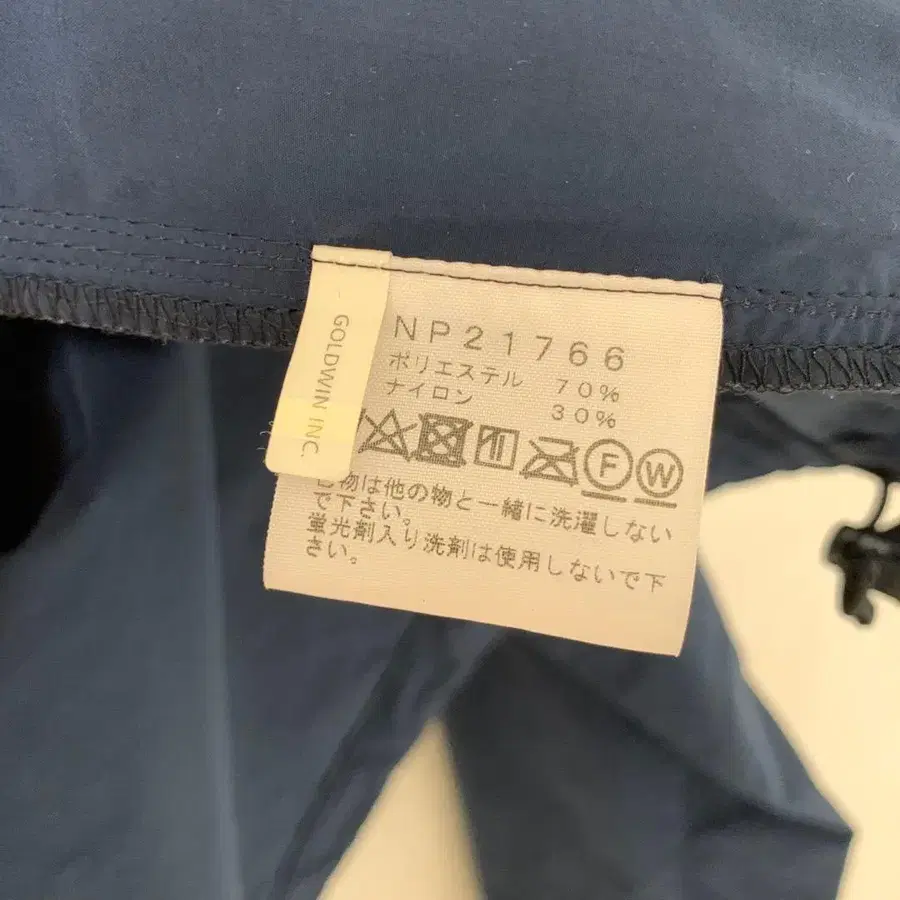 GOLDWIN INC.
NP21766
ポリエステル 70%
ナイロン 30%
F W
物は他の物と一緒に洗濯しない
で下さい。
蛍光剤入り洗剤は使用しないで下
さい。